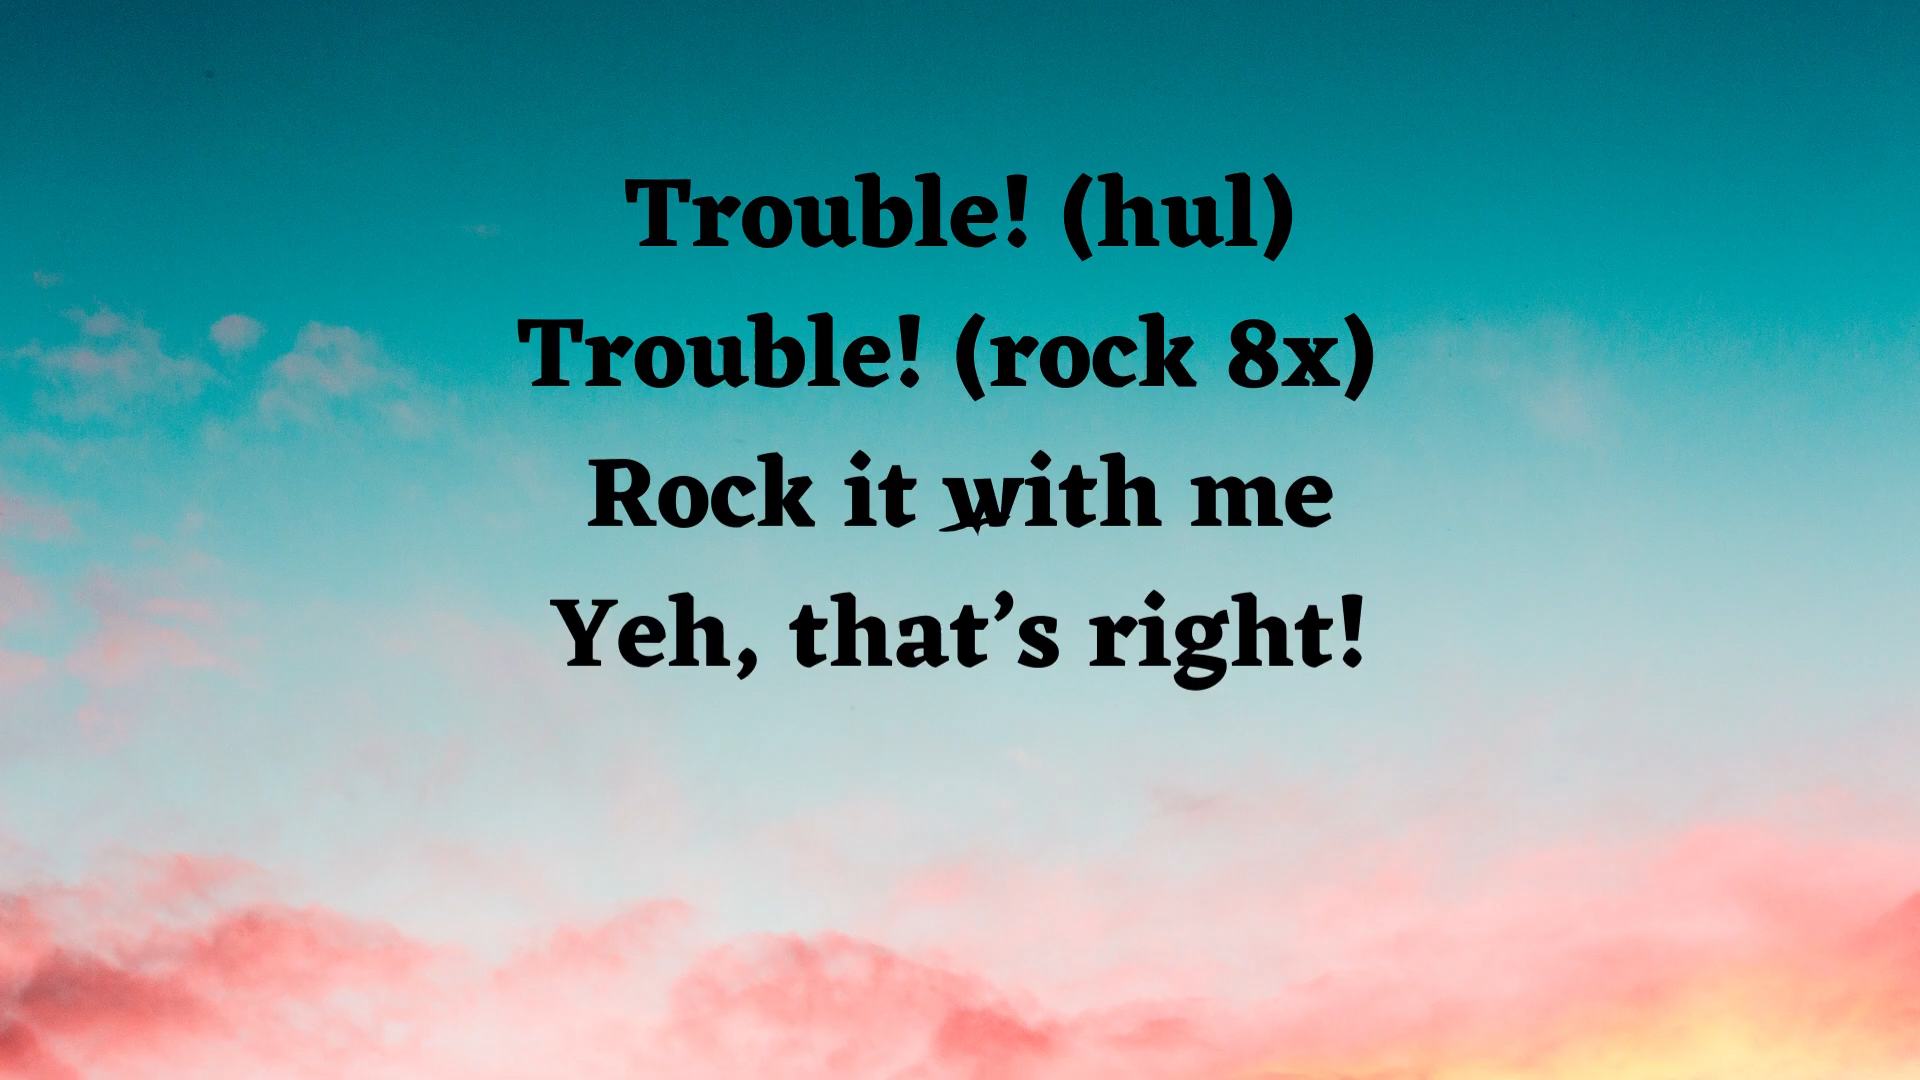 Trouble! (hul)
Trouble! (rock 8x)
Rock it with me
Yeh, that’s right!